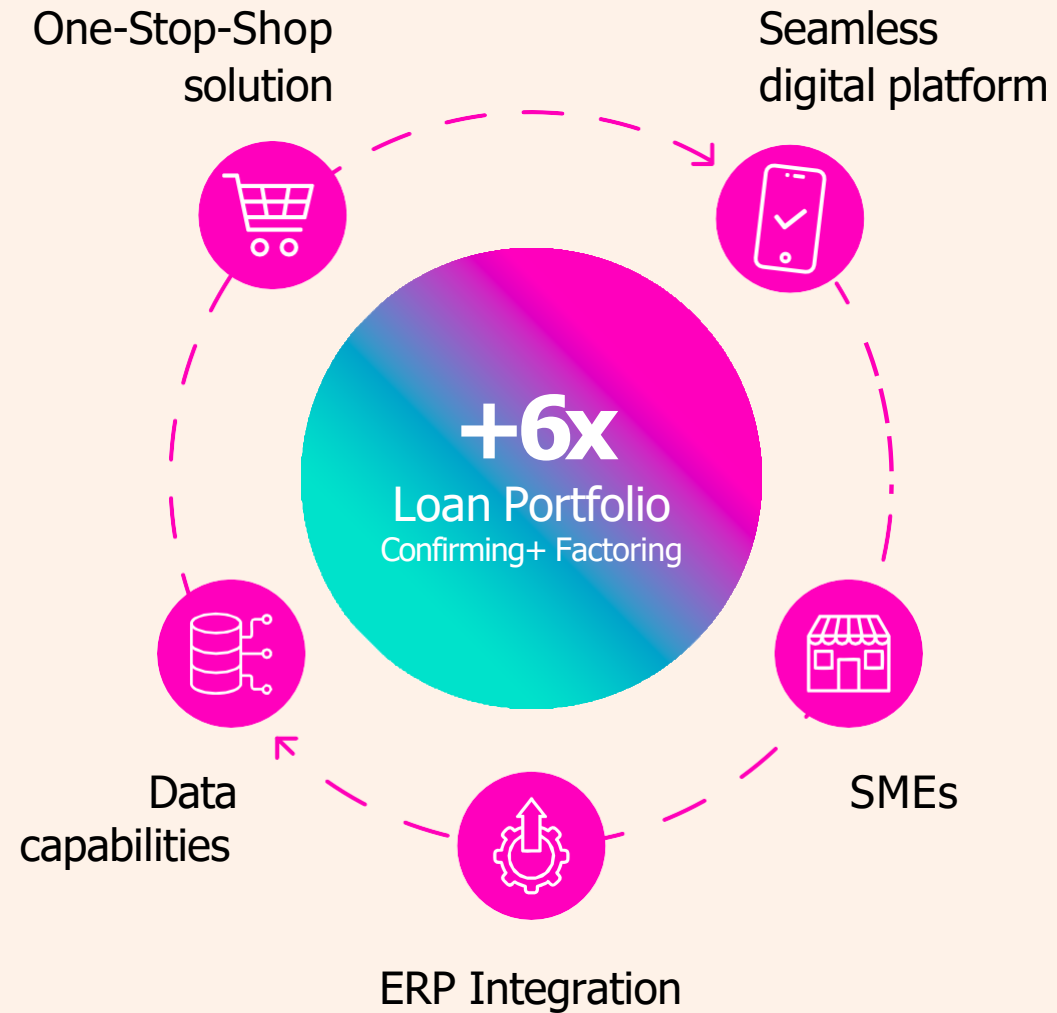 One-Stop-Shop
solution
Seamless
digital platform
+6x
Loan Portfolio
Confirming+ Factoring
Data
capabilities
SMEs
ERP Integration